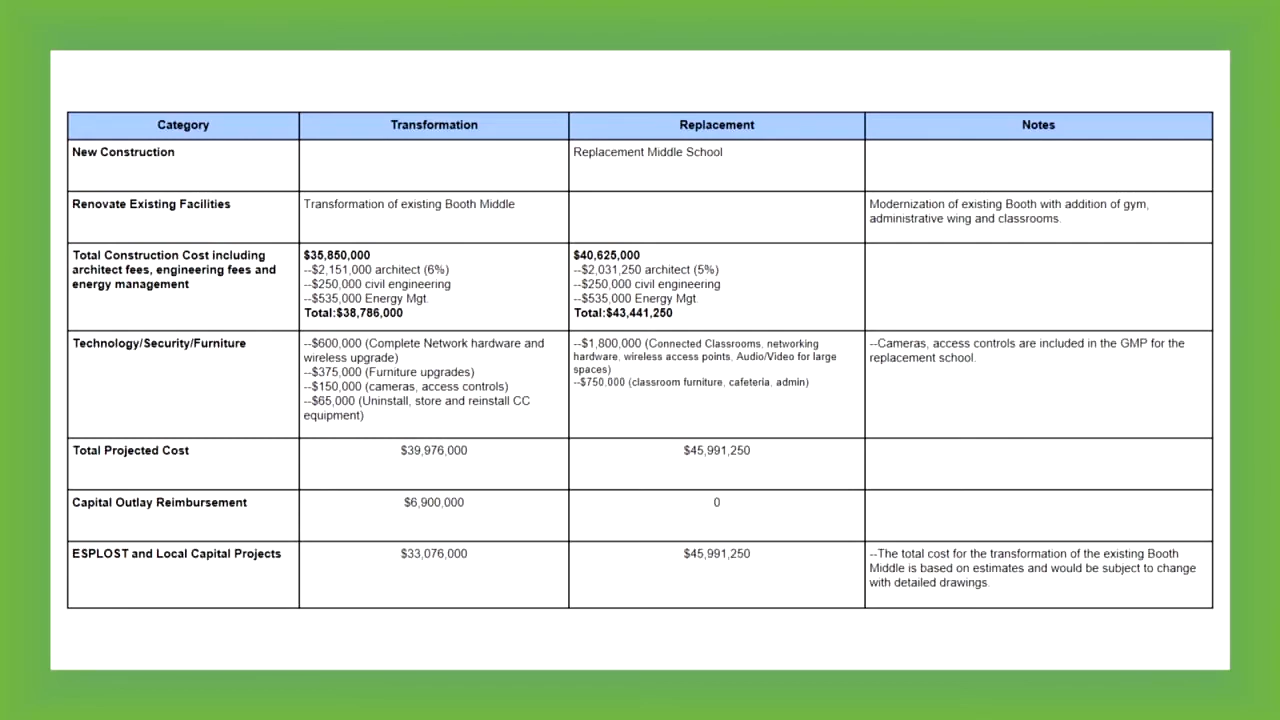 Category
Transformation
Replacement
Notes
New Construction
Replacement Middle School
Renovate Existing Facilities
Transformation of existing Booth Middle
Modernization of existing Booth with addition of gym,
administrative wing and classrooms.
Total Construction Cost including
architect fees, engineering fees and
energy management
$35,850,000
--$2,151,000 architect (6%)
--$250,000 civil engineering
--$535,000 Energy Mgt.
Total:$38,786,000
$40,625,000
--$2,031,250 architect (5%)
--$250,000 civil engineering
--$535,000 Energy Mgt.
Total:$43,441,250
Technology/Security/Furniture
--$600,000 (Complete Network hardware and
wireless upgrade)
--$375,000 (Furniture upgrades)
--$150,000 (cameras, access controls)
--$65,000 (Uninstall, store and reinstall CC
equipment)
--$1,800,000 (Connected Classrooms, networking
hardware, wireless access points, Audio/Video for large
spaces)
--$750,000 (classroom furniture, cafeteria, admin)
--Cameras, access controls are included in the GMP for the
replacement school.
Total Projected Cost
$39,976,000
$45,991,250
Capital Outlay Reimbursement
$6,900,000
0
ESPLOST and Local Capital Projects
$33,076,000
$45,991,250
--The total cost for the transformation of the existing Booth
Middle is based on estimates and would be subject to change
with detailed drawings.